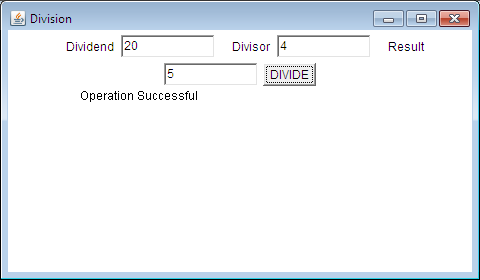 Division
Dividend 20 Divisor 4 Result
5 DIVIDE
Operation Successful